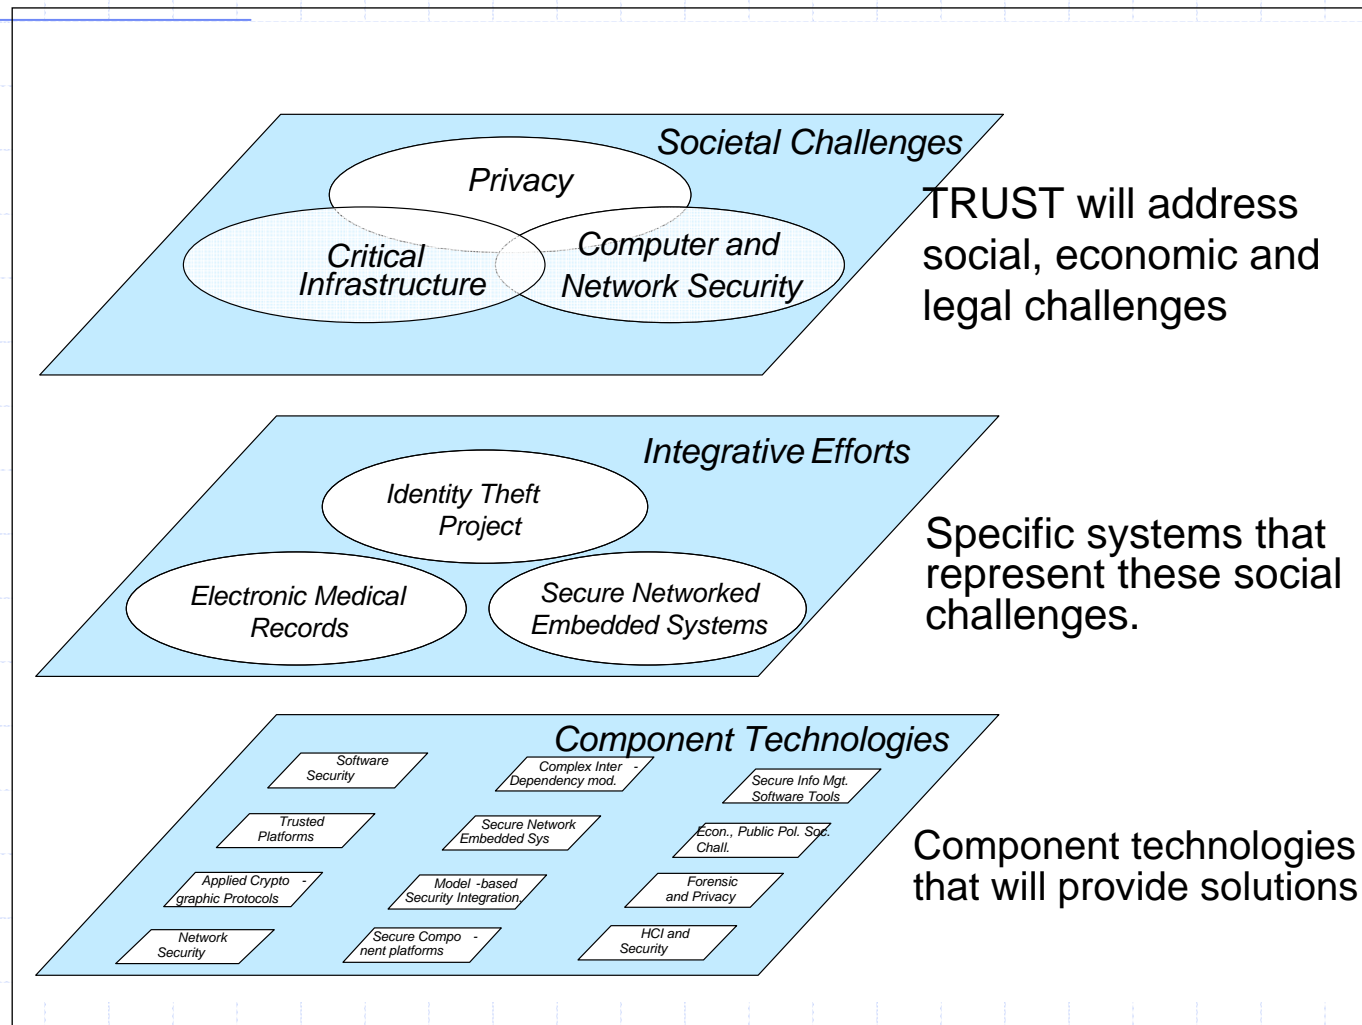 Societal Challenges
Privacy
Critical
Infrastructure
Computer and
Network Security
TRUST will address
social, economic and
legal challenges
Integrative Efforts
Identity Theft
Project
Electronic Medical
Records
Secure Networked
Embedded Systems
Specific systems that
represent these social
challenges.
Component Technologies
Software
Security
Complex Inter -
Dependency mod.
Secure Info Mgt.
Software Tools
Trusted
Platforms
Secure Network
Embedded Sys
Econ., Public Pol. Soc.
Chall.
Applied Crypto -
graphic Protocols
Model -based
Security Integration.
Forensic
and Privacy
Network
Security
Secure Compo -
nent platforms
HCI and
Security
Component technologies
that will provide solutions